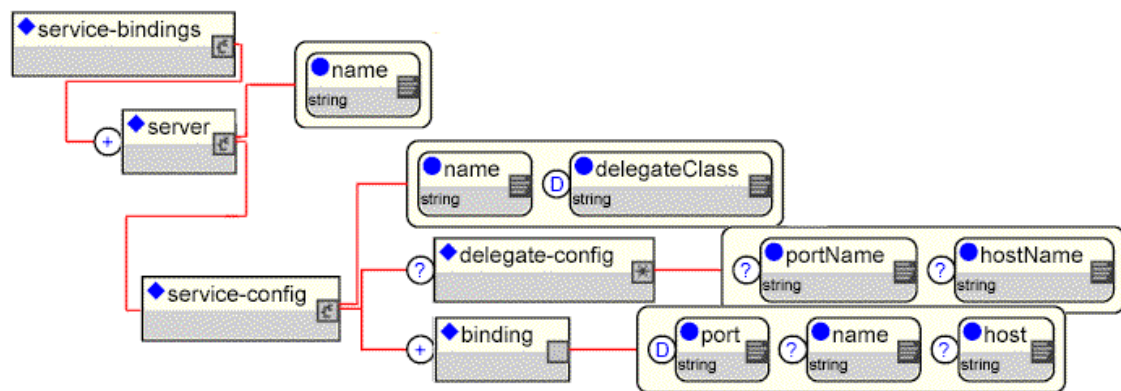 service-bindings
name
string
+
server
name
string
D
delegateClass
string
?
delegate-config
?
portName
string
?
hostName
string
service-config
+
binding
D
port
string
?
name
string
?
host
string